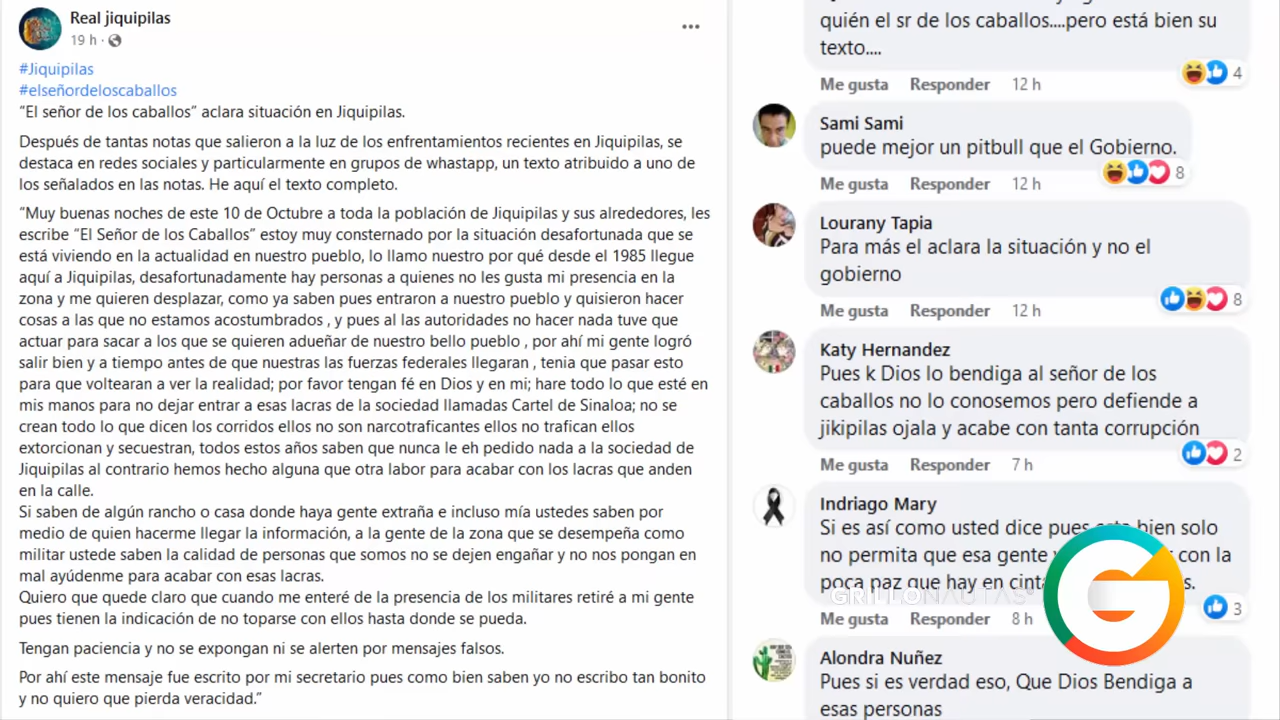 Real jiquipilas
19 h ·
#Jiquipilas
#elseñordeloscaballos
“El señor de los caballos” aclara situación en Jiquipilas.
Después de tantas notas que salieron a la luz de los enfrentamientos recientes en Jiquipilas, se
destaca en redes sociales y particularmente en grupos de whastapp, un texto atribuido a uno de
los señalados en las notas. He aquí el texto completo.
“Muy buenas noches de este 10 de Octubre a toda la población de Jiquipilas y sus alrededores, les
escribe “El Señor de los Caballos” estoy muy consternado por la situación desafortunada que se
está viviendo en la actualidad en nuestro pueblo, lo llamo nuestro por qué desde el 1985 llegue
aquí a Jiquipilas, desafortunadamente hay personas a quienes no les gusta mi presencia en la
zona y me quieren desplazar, como ya saben pues entraron a nuestro pueblo y quisieron hacer
cosas a las que no estamos acostumbrados , y pues al las autoridades no hacer nada tuve que
actuar para sacar a los que se quieren adueñar de nuestro bello pueblo , por ahí mi gente logró
salir bien y a tiempo antes de que nuestras las fuerzas federales llegaran , tenia que pasar esto
para que voltearan a ver la realidad; por favor tengan fé en Dios y en mi; hare todo lo que esté en
mis manos para no dejar entrar a esas lacras de la sociedad llamadas Cartel de Sinaloa; no se
crean todo lo que dicen los corridos ellos no son narcotraficantes ellos no trafican ellos
extorcionan y secuestran, todos estos años saben que nunca le eh pedido nada a la sociedad de
Jiquipilas al contrario hemos hecho alguna que otra labor para acabar con los lacras que anden
en la calle.
Si saben de algún rancho o casa donde haya gente extraña e incluso mía ustedes saben por
medio de quien hacerme llegar la información, a la gente de la zona que se desempeña como
militar ustede saben la calidad de personas que somos no se dejen engañar y no nos pongan en
mal ayúdenme para acabar con esas lacras.
Quiero que quede claro que cuando me enteré de la presencia de los militares retiré a mi gente
pues tienen la indicación de no toparse con ellos hasta donde se pueda.
Tengan paciencia y no se expongan ni se alerten por mensajes falsos.
Por ahí este mensaje fue escrito por mi secretario pues como bien saben yo no escribo tan bonito
y no quiero que pierda veracidad.”
quién el sr de los caballos....pero está bien su
texto....
Me gusta Responder 12 h 4
Sami Sami
puede mejor un pitbull que el Gobierno.
8
Me gusta Responder 12 h
Lourany Tapia
Para más el aclara la situación y no el
gobierno
8
Me gusta Responder 12 h
Katy Hernandez
Pues k Dios lo bendiga al señor de los
caballos no lo conosemos pero defiende a
jikipilas ojala y acabe con tanta corrupción
2
Me gusta Responder 7 h
Indriago Mary
Si es así como usted dice pues esta bien solo
no permita que esa gente con la
poca paz que hay en
GRILLONAUTAS
Me gusta Responder 8 h 3
Alondra Nuñez
Pues si es verdad eso, Que Dios Bendiga a
esas personas